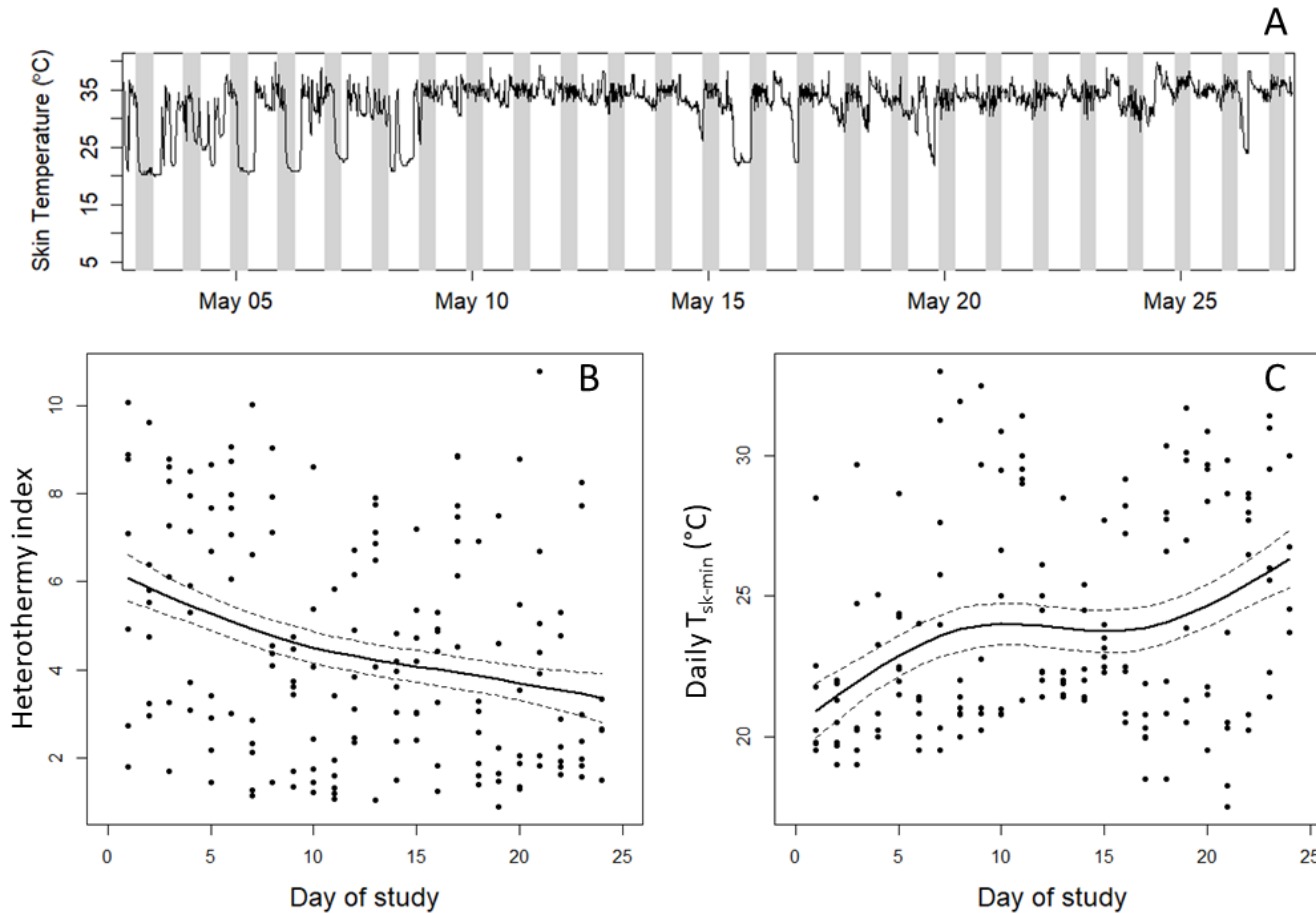 A
Skin Temperature (°C)
35
25
15
5
May 05
May 10
May 15
May 20
May 25
B
Heterothermy index
10
8
6
4
2
0
5
10
15
20
25
Day of study
C
Daily Tsk-min (°C)
30
25
20
0
5
10
15
20
25
Day of study